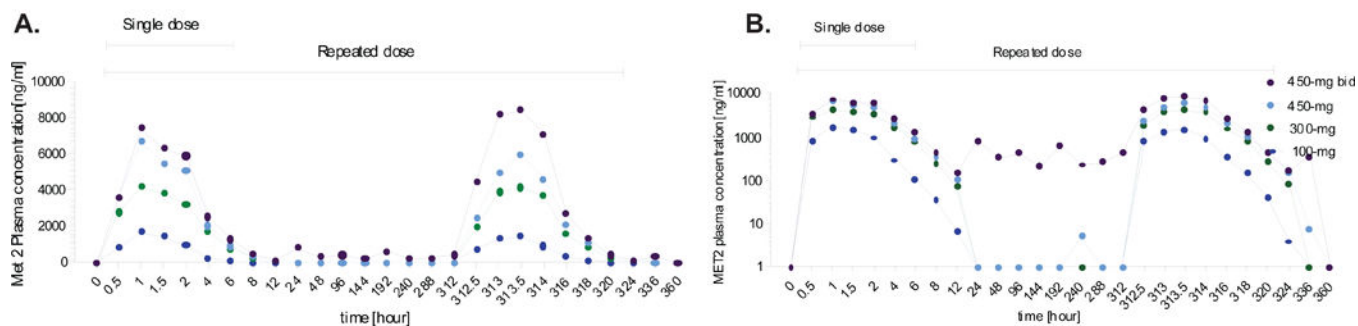 A.
Single dose
Repeated dose
Met 2 Plasma concentration[ng/ml]
10000
8000
6000
4000
2000
0
0 0.5 1 1.5 2 4 6 8 12 24 48 96 144 192 240 288 312 312.5 313 313.5 314 316 318 320 324 336 360
time [hour]
B.
Single dose
Repeated dose
MET2 plasma concentration [ng/ml]
10000
1000
100
10
1
0 0.5 1 1.5 2 4 6 8 12 24 48 96 144 192 240 288 312 312.5 313 313.5 314 316 318 320 324 336 360
time [hour]
450-mg bid
450-mg
300-mg
100-mg